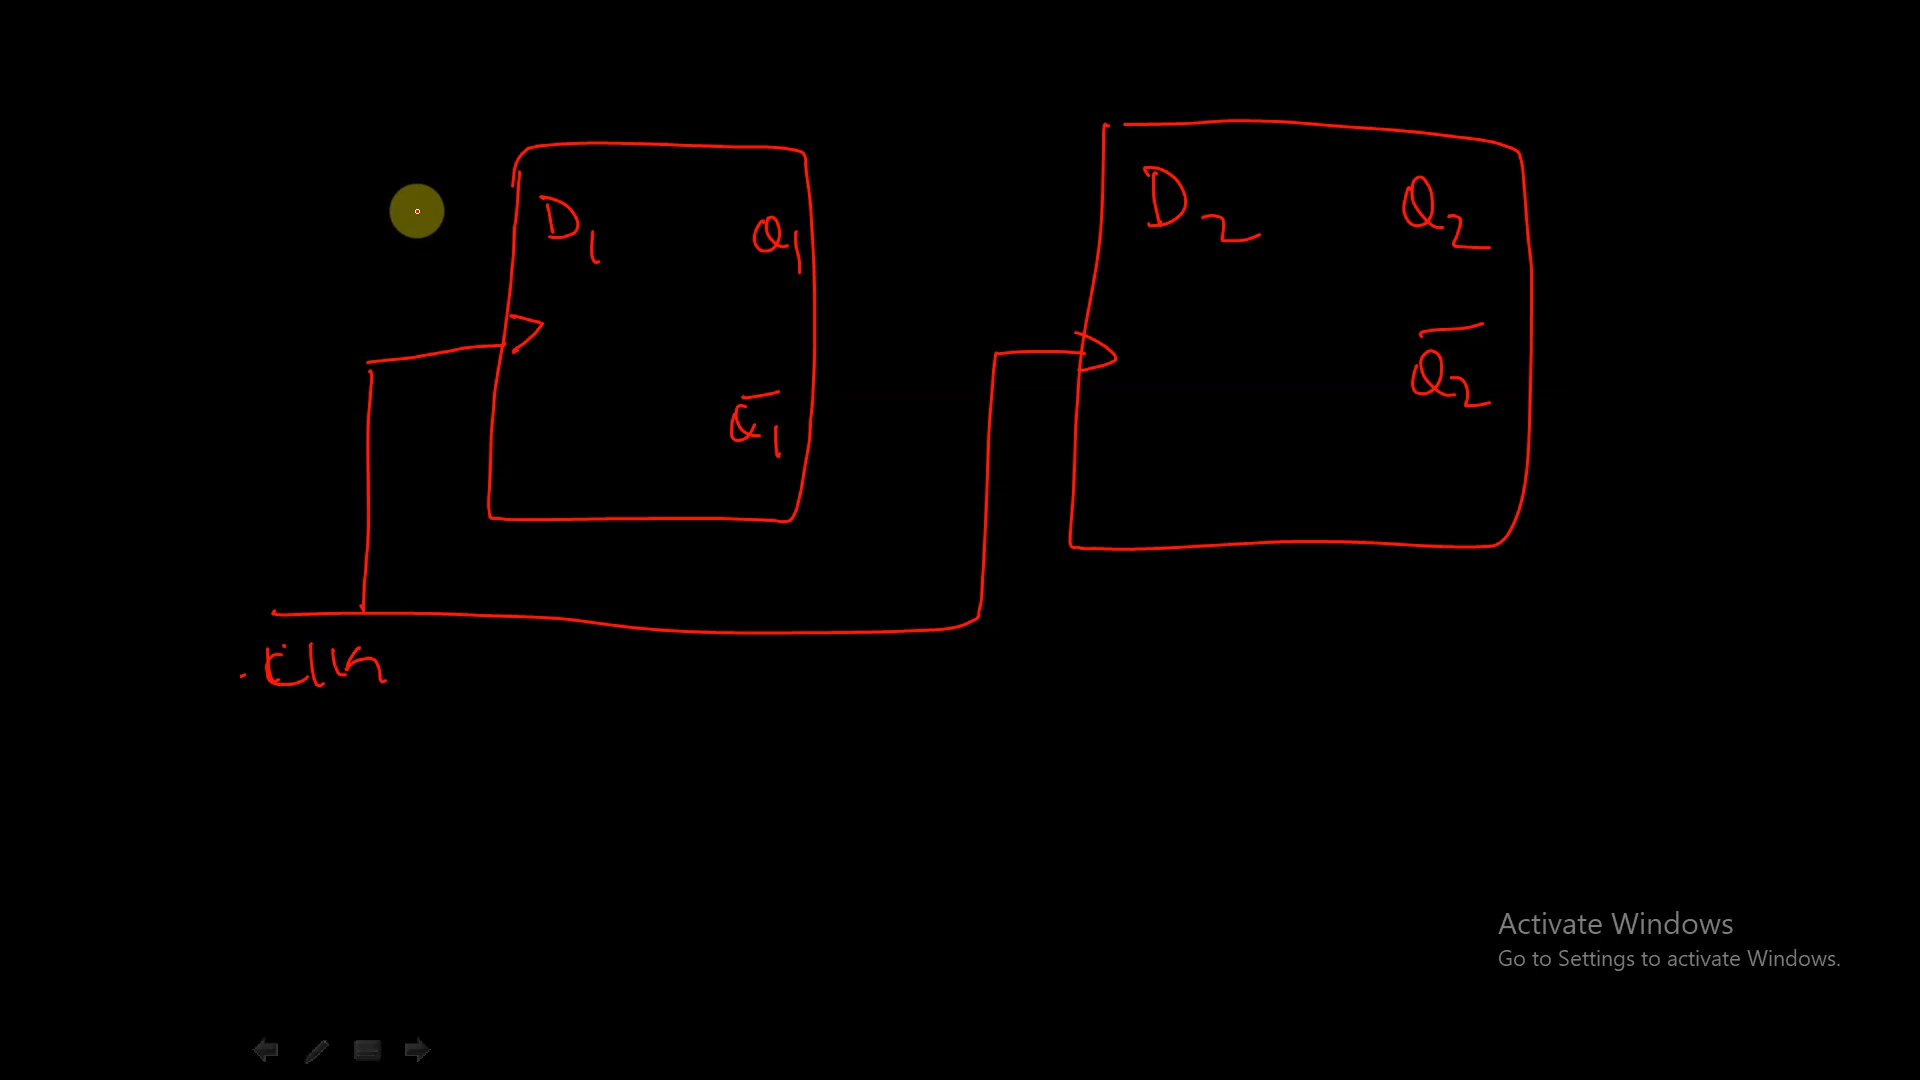 D1
Q1
Q̅1
D2
Q2
Q̅2
Clk
Activate Windows
Go to Settings to activate Windows.